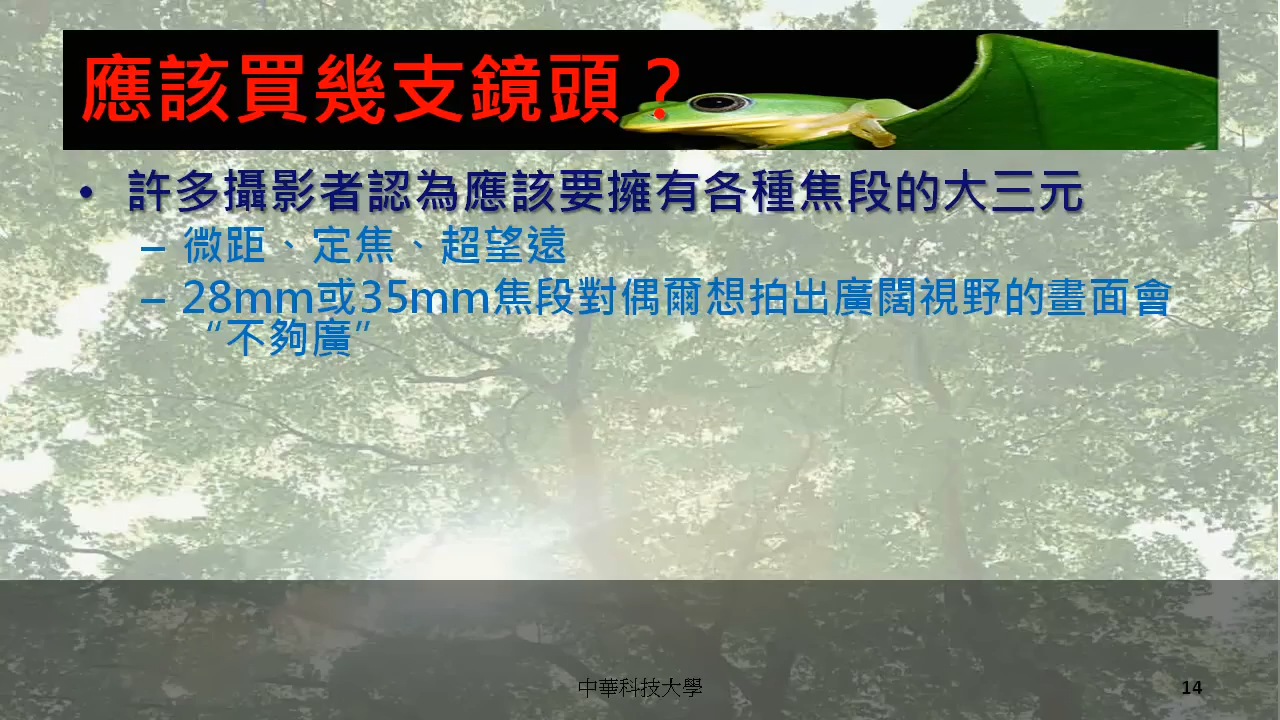 應該買幾支鏡頭？
• 許多攝影者認為應該要擁有各種焦段的大三元
– 微距、定焦、超望遠
– 28mm或35mm焦段對偶爾想拍出廣闊視野的畫面會
“不夠廣”
中華科技大學
14